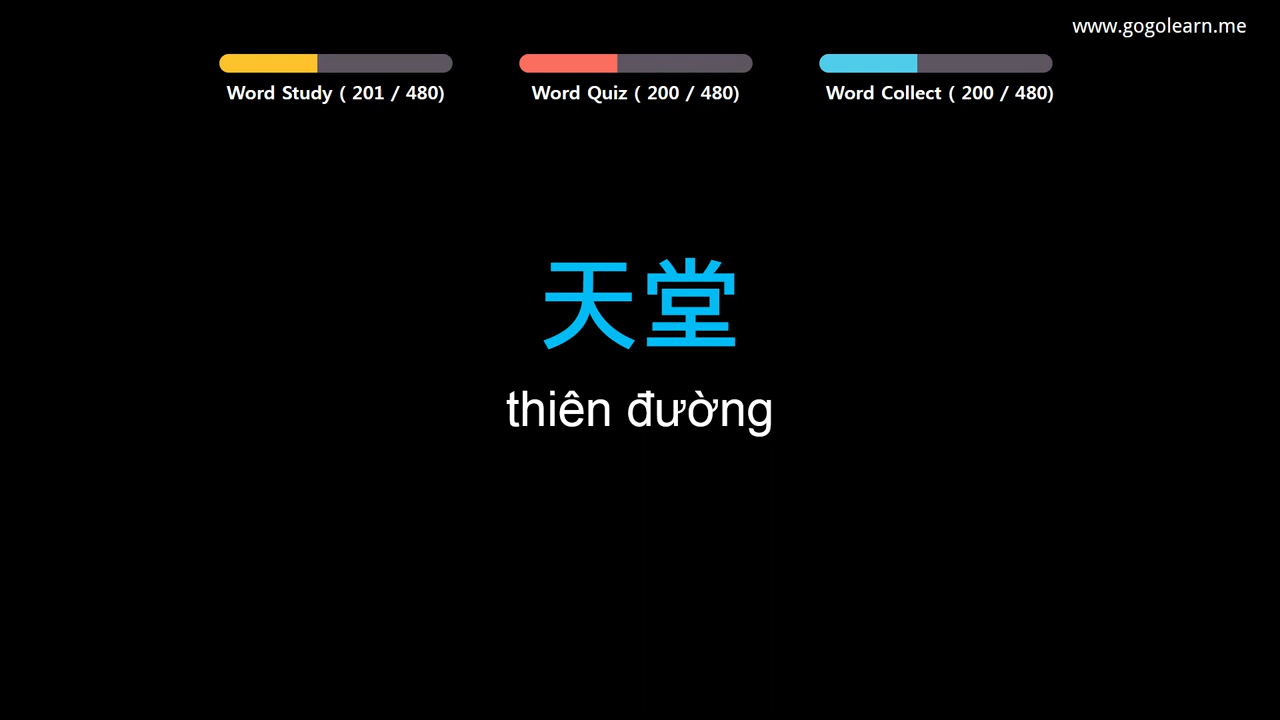 www.gogolearn.me
Word Study ( 201 / 480)
Word Quiz ( 200 / 480)
Word Collect ( 200 / 480)
天堂
thiên đường